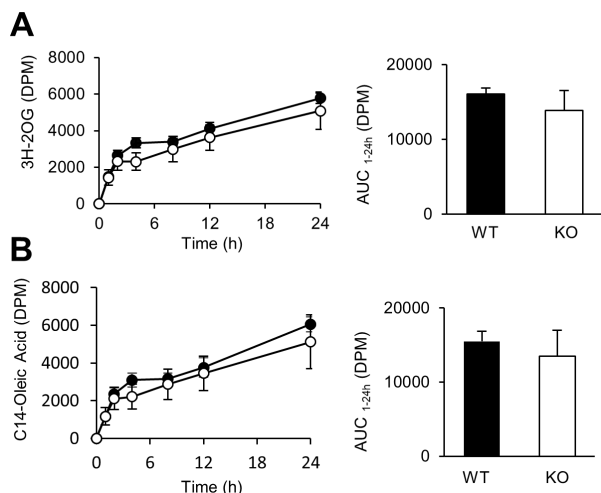 A
3H-2OG (DPM)
8000
6000
4000
2000
0
0 6 12 18 24
Time (h)
AUC 1-24h (DPM)
20000
10000
0
WT KO
B
C14-Oleic Acid (DPM)
8000
6000
4000
2000
0
0 6 12 18 24
Time (h)
AUC 1-24h (DPM)
20000
10000
0
WT KO